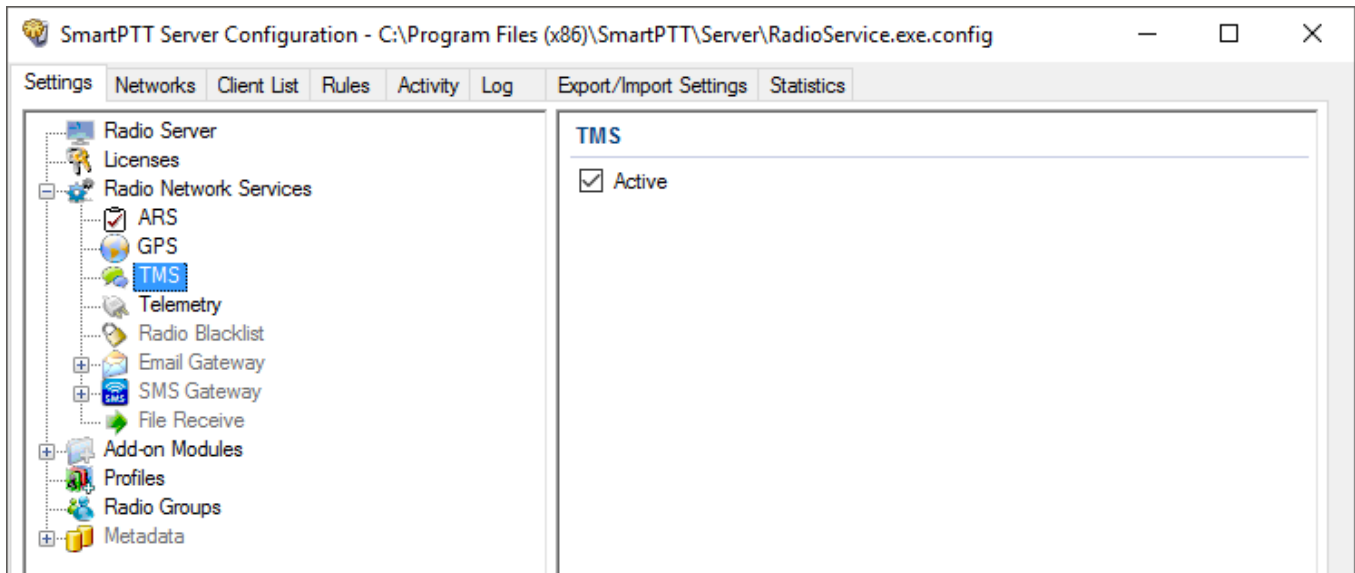 SmartPTT Server Configuration - C:\Program Files (x86)\SmartPTT\Server\RadioService.exe.config
Settings Networks Client List Rules Activity Log Export/Import Settings Statistics
Radio Server
Licenses
Radio Network Services
ARS
GPS
TMS
Telemetry
Radio Blacklist
Email Gateway
SMS
SMS Gateway
File Receive
Add-on Modules
Profiles
Radio Groups
Metadata
TMS
Active